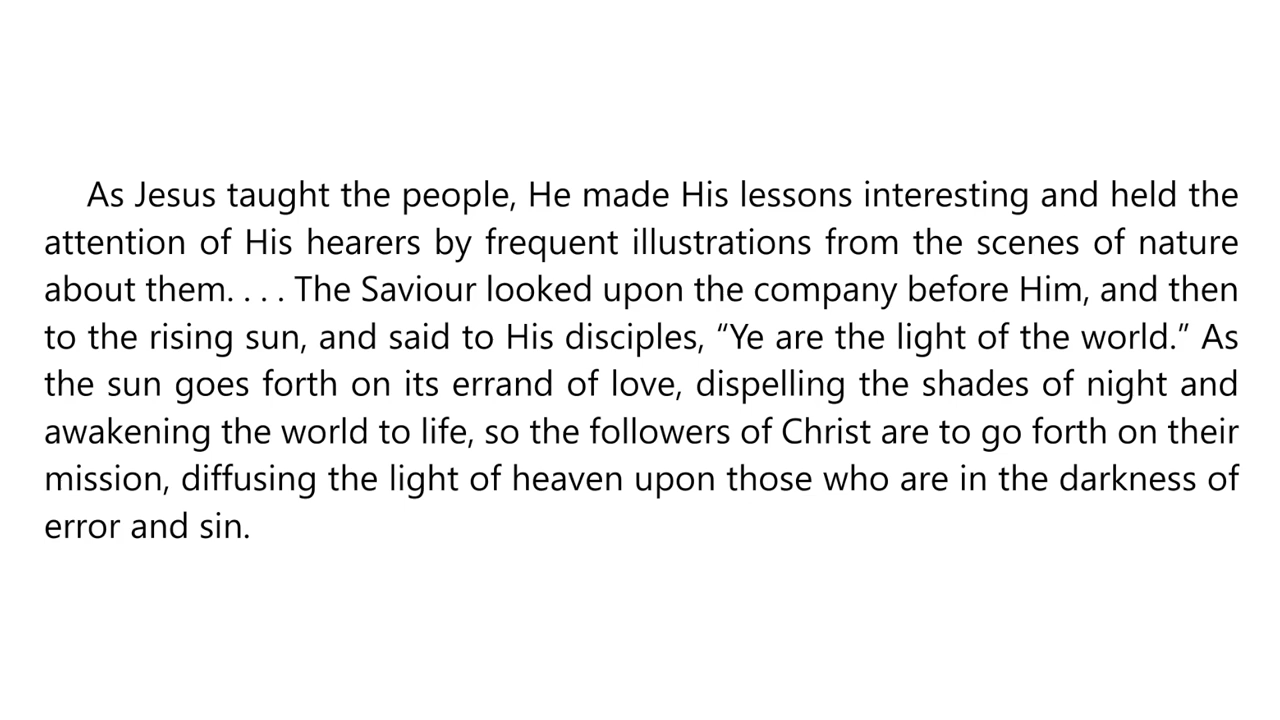 As Jesus taught the people, He made His lessons interesting and held the
attention of His hearers by frequent illustrations from the scenes of nature
about them. . . . The Saviour looked upon the company before Him, and then
to the rising sun, and said to His disciples, “Ye are the light of the world.” As
the sun goes forth on its errand of love, dispelling the shades of night and
awakening the world to life, so the followers of Christ are to go forth on their
mission, diffusing the light of heaven upon those who are in the darkness of
error and sin.